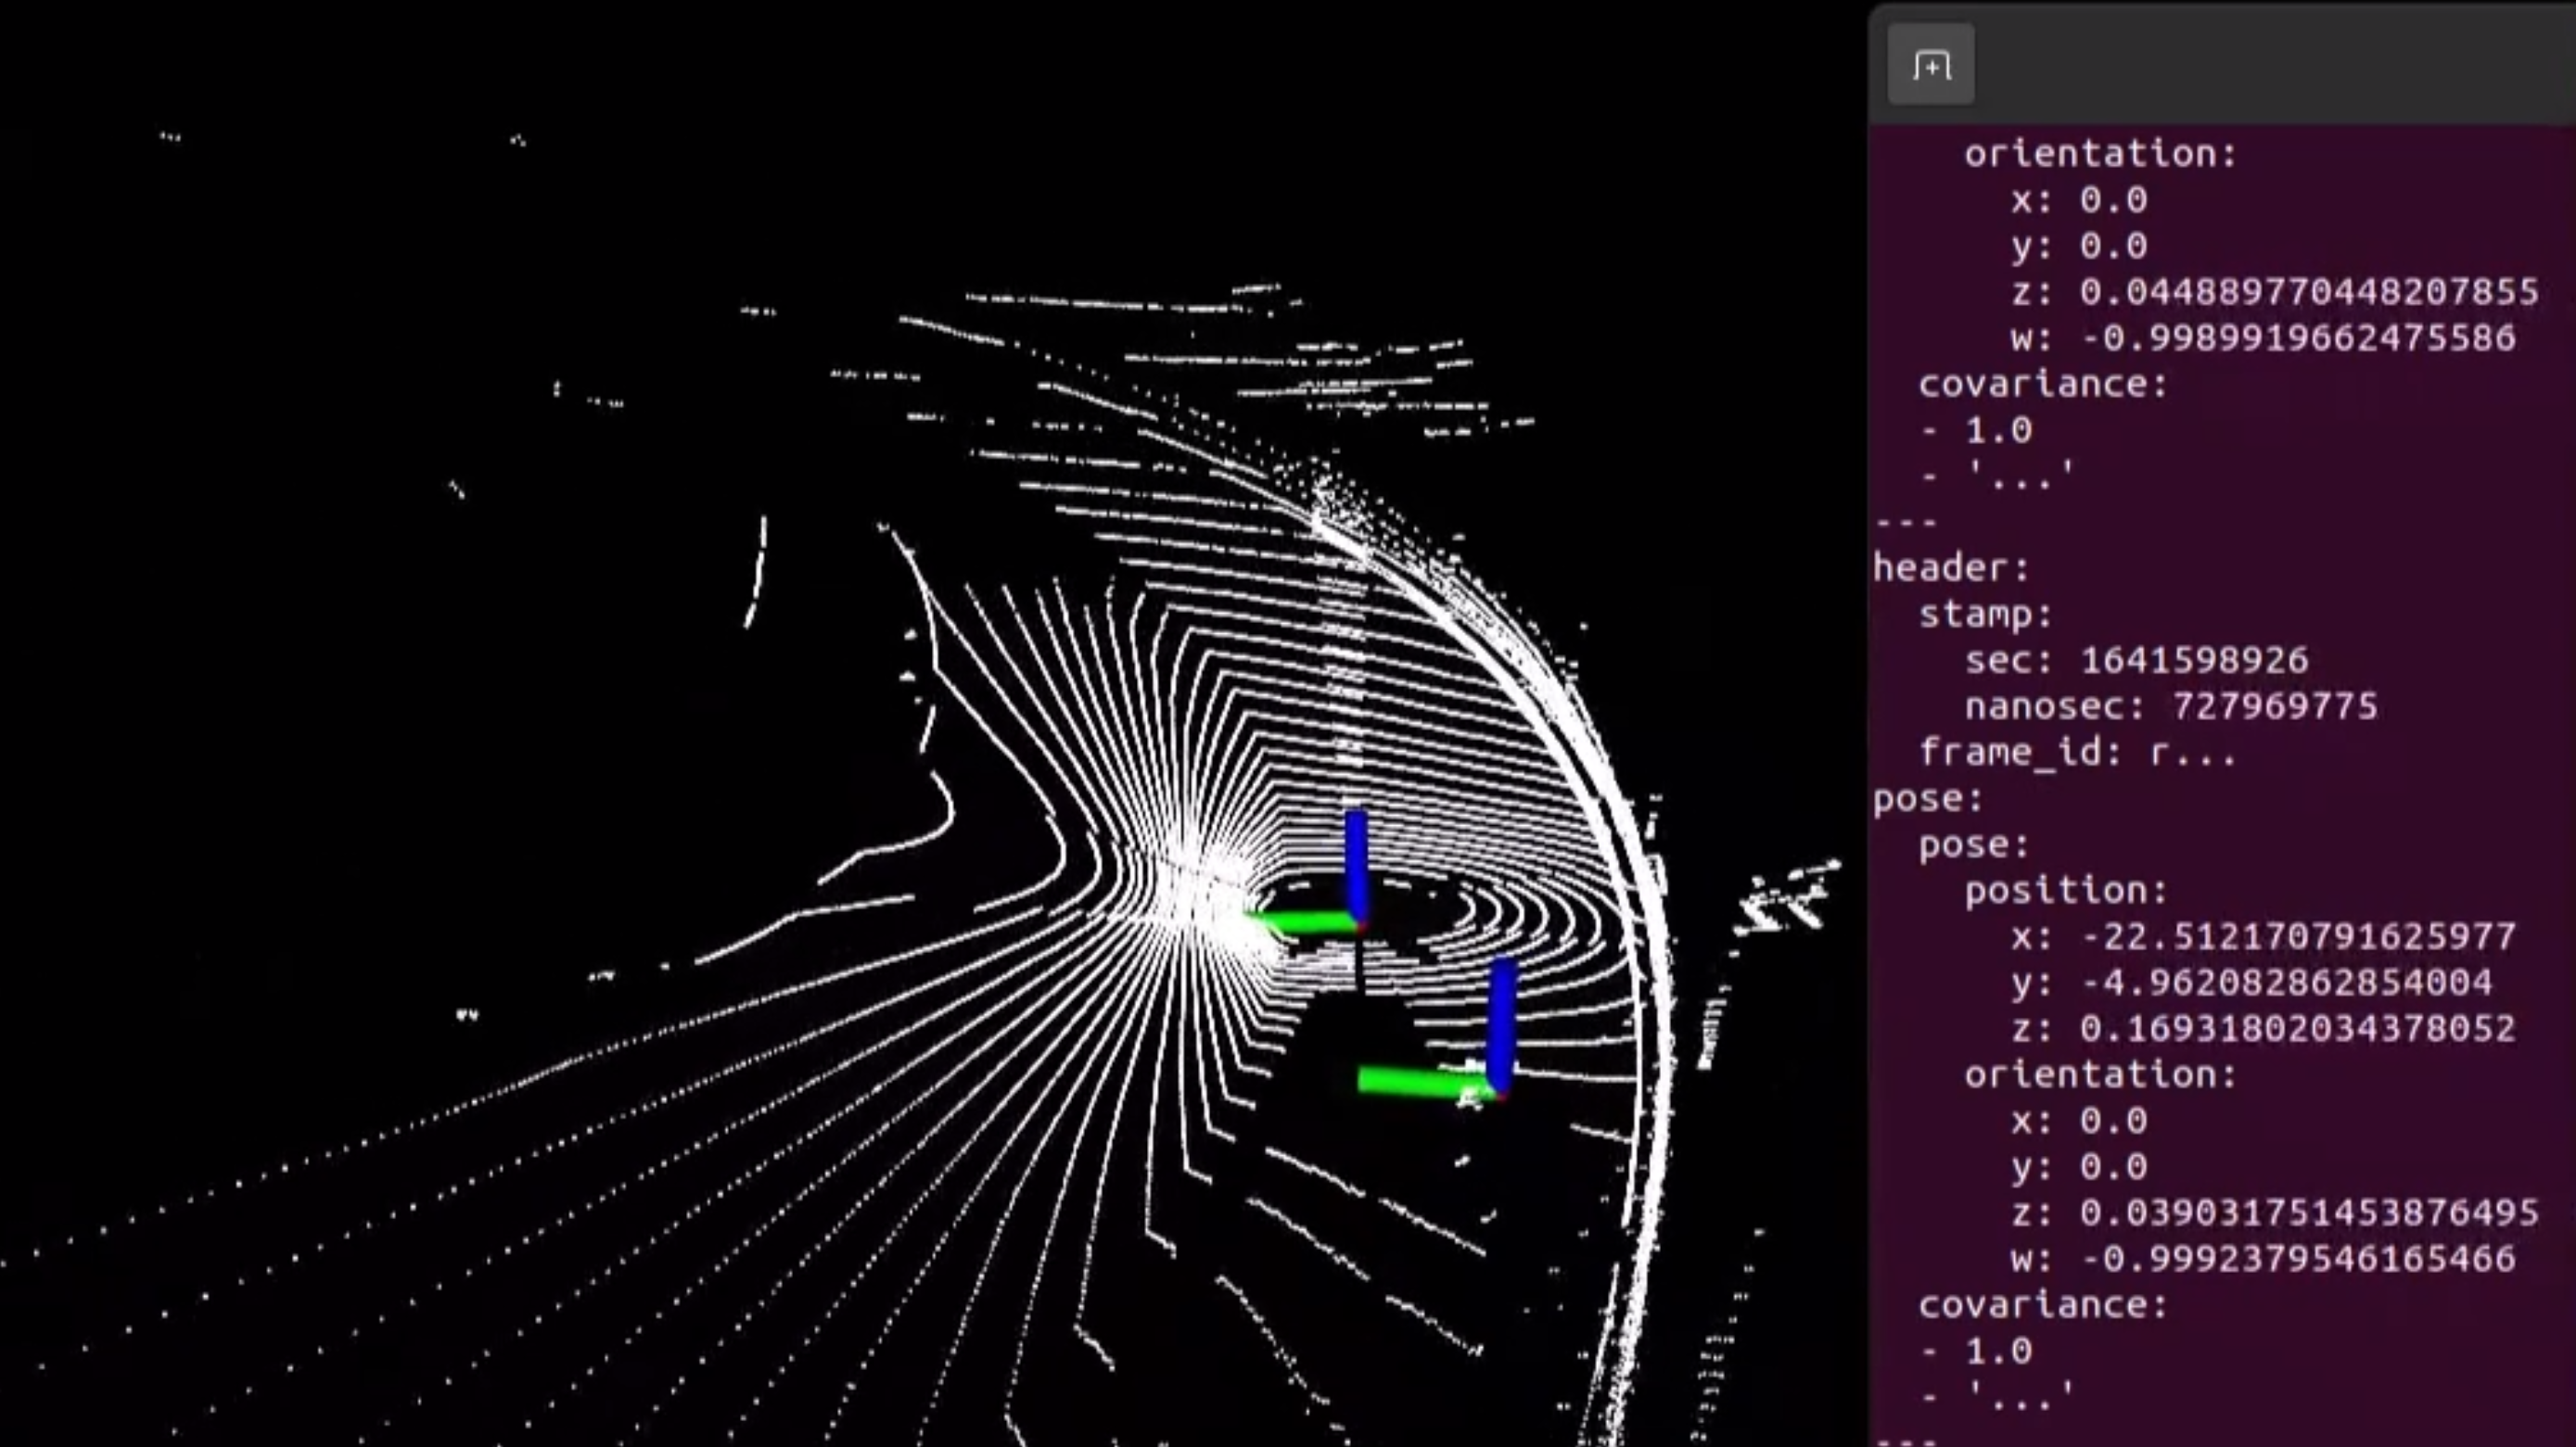 orientation:
x: 0.0
y: 0.0
z: 0.044889770448207855
w: -0.9989919662475586
covariance:
- 1.0
- '...'
---
header:
stamp:
sec: 1641598926
nanosec: 727969775
frame_id: r...
pose:
pose:
position:
x: -22.512170791625977
y: -4.962082862854004
z: 0.16931802034378052
orientation:
x: 0.0
y: 0.0
z: 0.039031751453876495
w: -0.9992379546165466
covariance:
- 1.0
- '...'
---